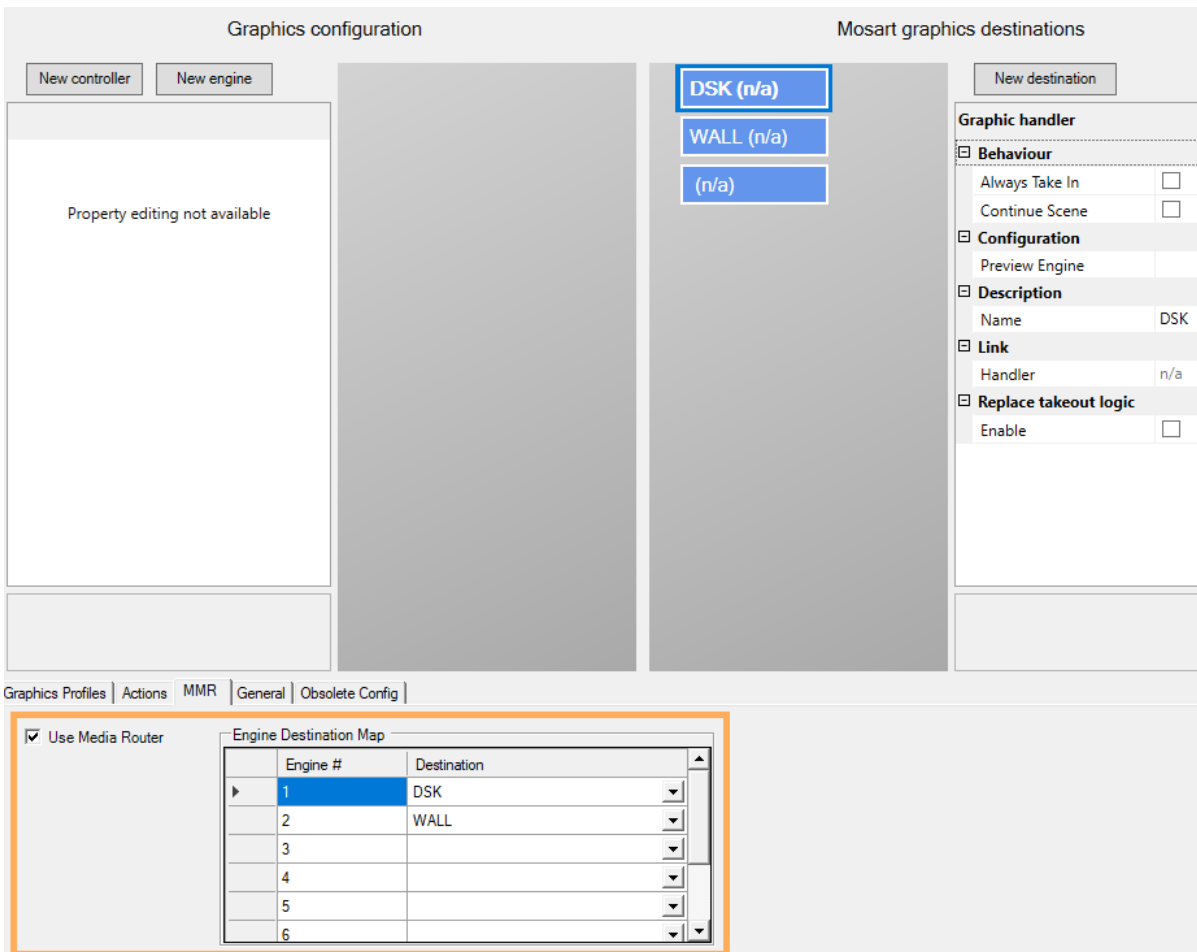 Graphics configuration
Mosart graphics destinations
New controller
New engine
Property editing not available
DSK (n/a)
WALL (n/a)
(n/a)
New destination
Graphic handler
Behaviour
Always Take In
Continue Scene
Configuration
Preview Engine
Description
Name DSK
Link
Handler n/a
Replace takeout logic
Enable
Graphics Profiles Actions MMR General Obsolete Config
Use Media Router
Engine Destination Map
Engine # Destination
1 DSK
2 WALL
3
4
5
6